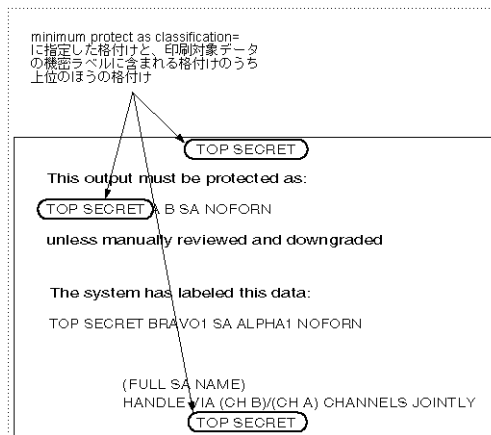 minimum protect as classification=
に指定した格付けと、印刷対象データ
の機密ラベルに含まれる格付けのうち
上位のほうの格付け
TOP SECRET
This output must be protected as:
TOP SECRET A B SA NOFORN
unless manually reviewed and downgraded
The system has labeled this data:
TOP SECRET BRAVO1 SA ALPHA1 NOFORN
(FULL SA NAME)
HANDLE VIA (CH B)/(CH A) CHANNELS JOINTLY
TOP SECRET